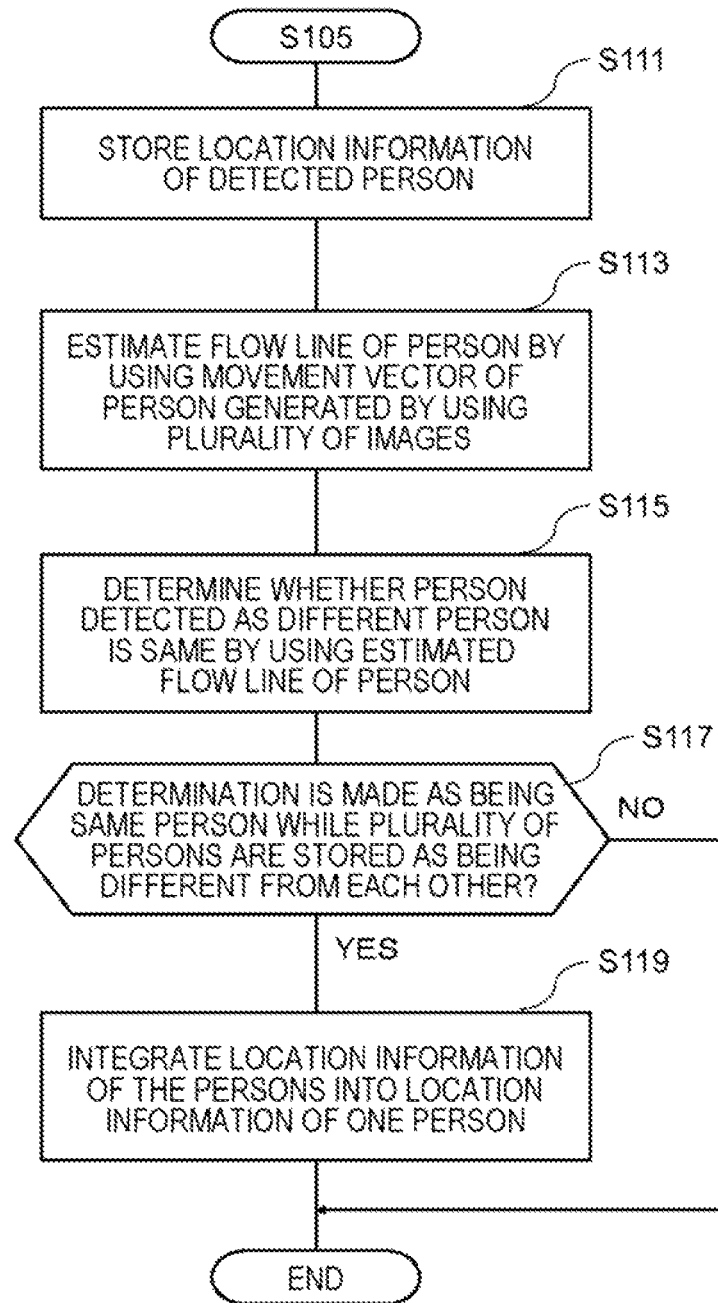 S105
S111
STORE LOCATION INFORMATION
OF DETECTED PERSON
S113
ESTIMATE FLOW LINE OF PERSON BY
USING MOVEMENT VECTOR OF
PERSON GENERATED BY USING
PLURALITY OF IMAGES
S115
DETERMINE WHETHER PERSON
DETECTED AS DIFFERENT PERSON
IS SAME BY USING ESTIMATED
FLOW LINE OF PERSON
S117
DETERMINATION IS MADE AS BEING
SAME PERSON WHILE PLURALITY OF
PERSONS ARE STORED AS BEING
DIFFERENT FROM EACH OTHER?
NO
YES
S119
INTEGRATE LOCATION INFORMATION
OF THE PERSONS INTO LOCATION
INFORMATION OF ONE PERSON
END